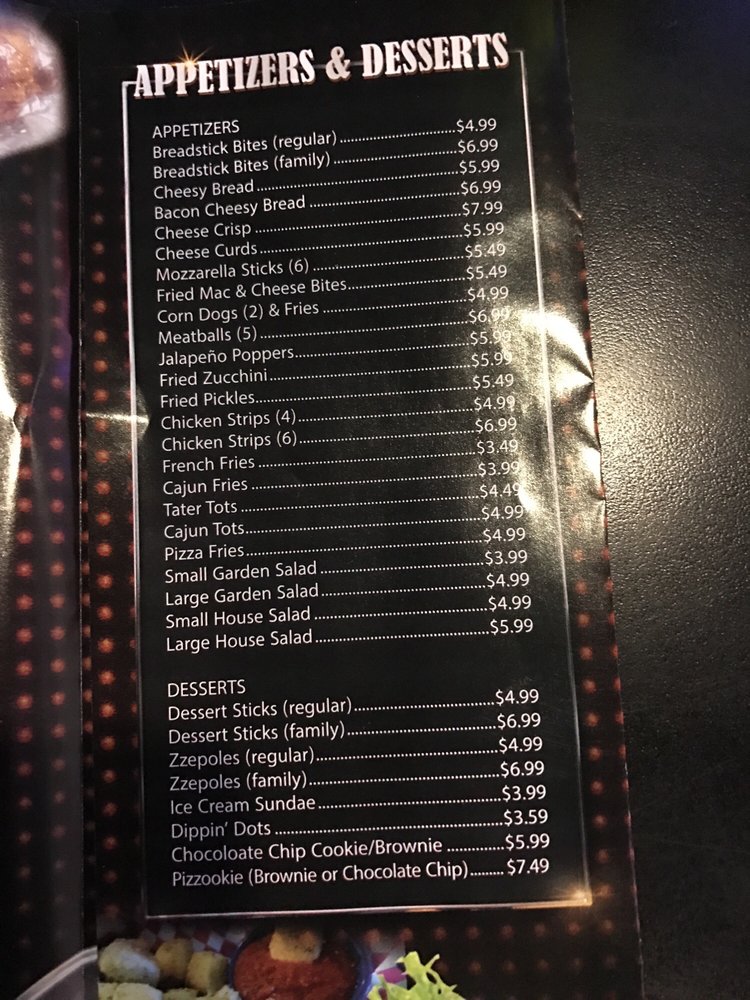 APPETIZERS & DESSERTS
APPETIZERS
Breadstick Bites (regular) $4.99
Breadstick Bites (family) $6.99
Cheesy Bread $5.99
Bacon Cheesy Bread $6.99
Cheese Crisp $7.99
Cheese Curds $5.99
Mozzarella Sticks (6) $5.49
Fried Mac & Cheese Bites $5.49
Corn Dogs (2) & Fries $4.99
Meatballs (5) $6.99
Jalapeño Poppers $5.99
Fried Zucchini $5.99
Fried Pickles $5.49
Chicken Strips (4) $4.99
Chicken Strips (6) $6.99
French Fries $3.49
Cajun Fries $3.99
Tater Tots $4.49
Cajun Tots $4.99
Pizza Fries $4.99
Small Garden Salad $3.99
Large Garden Salad $4.99
Small House Salad $4.99
Large House Salad $5.99
DESSERTS
Dessert Sticks (regular) $4.99
Dessert Sticks (family) $6.99
Zzepoles (regular) $4.99
Zzepoles (family) $6.99
Ice Cream Sundae $3.99
Dippin' Dots $3.59
Chocoloate Chip Cookie/Brownie $5.99
Pizzookie (Brownie or Chocolate Chip) $7.49